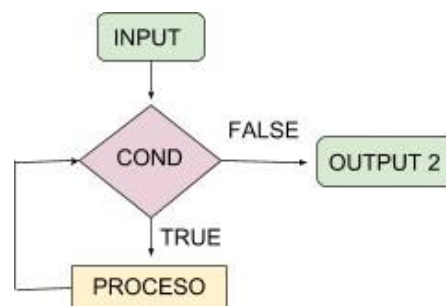 INPUT
COND
FALSE
OUTPUT 2
TRUE
PROCESO